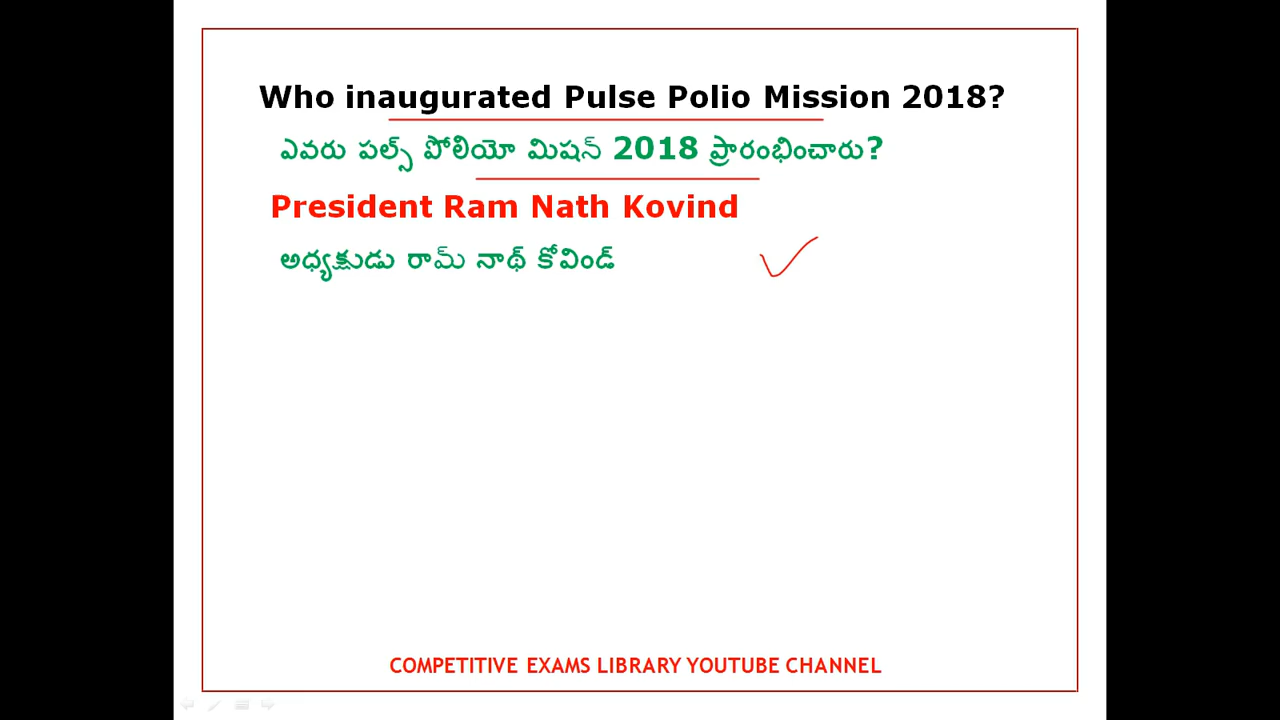 Who inaugurated Pulse Polio Mission 2018?
ఎవరు పల్స్ పోలియో మిషన్ 2018 ప్రారంభించారు?
President Ram Nath Kovind
అధ్యక్షుడు రామ్ నాథ్ కోవింద్
COMPETITIVE EXAMS LIBRARY YOUTUBE CHANNEL